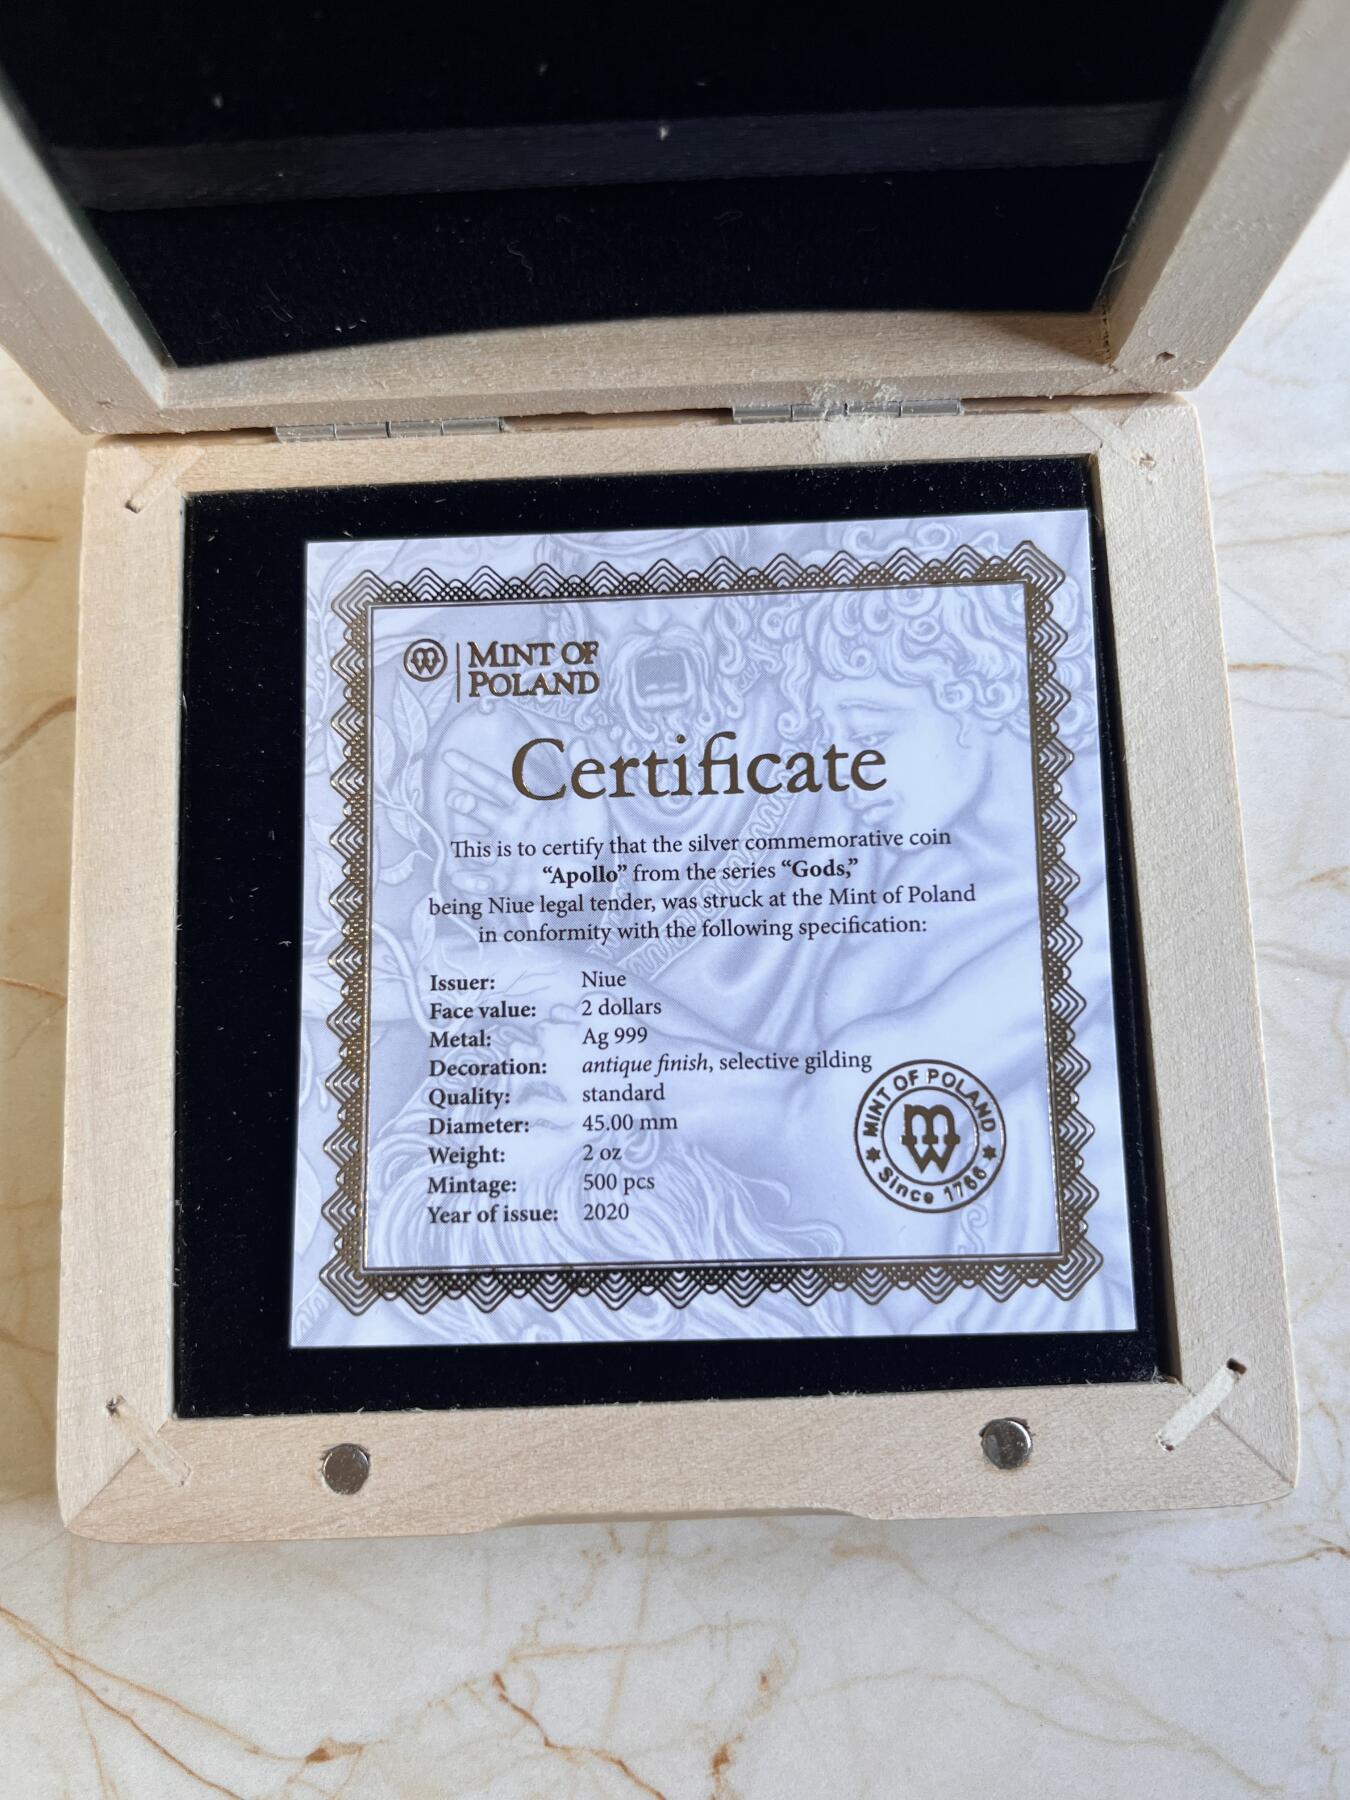 MINT OF
POLAND
Certificate
This is to certify that the silver commemorative coin
“Apollo” from the series “Gods,”
being Niue legal tender, was struck at the Mint of Poland
in conformity with the following specification:
Issuer: Niue
Face value: 2 dollars
Metal: Ag 999
Decoration: antique finish, selective gilding
Quality: standard
Diameter: 45.00 mm
Weight: 2 oz
Mintage: 500 pcs
Year of issue: 2020
MINT OF POLAND
Since 1766